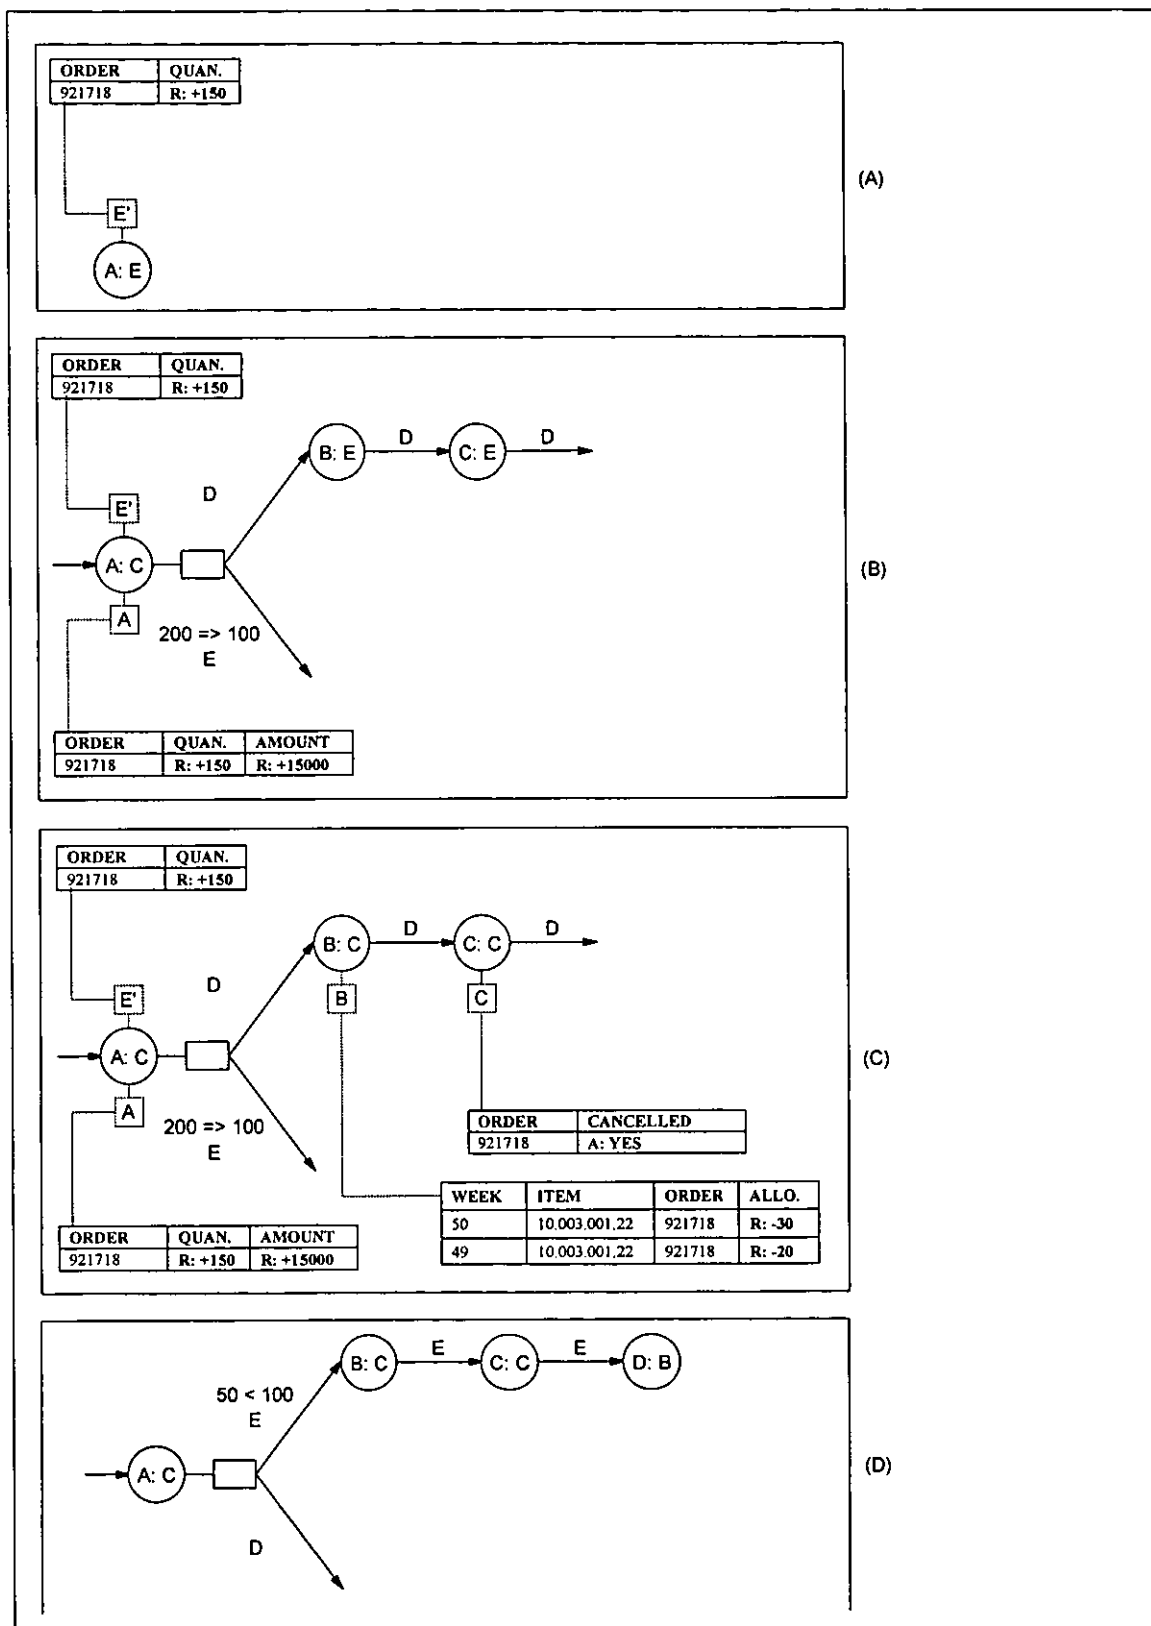 ORDER QUAN.
921718 R: +150
(A)
E'
A: E
ORDER QUAN.
921718 R: +150
B: E D C: E D
D
E'
A: C
(B)
A
200 => 100
E
ORDER QUAN. AMOUNT
921718 R: +150 R: +15000
ORDER QUAN.
921718 R: +150
B: C D C: C D
D
E' B C
A: C
(C)
A
200 => 100
E
ORDER CANCELLED
921718 A: YES
WEEK ITEM ORDER ALLO.
50 10,003,001,22 921718 R: -30
49 10,003,001,22 921718 R: -20
ORDER QUAN. AMOUNT
921718 R: +150 R: +15000
B: C E C: C E D: B
50 < 100
E
A: C
(D)
D